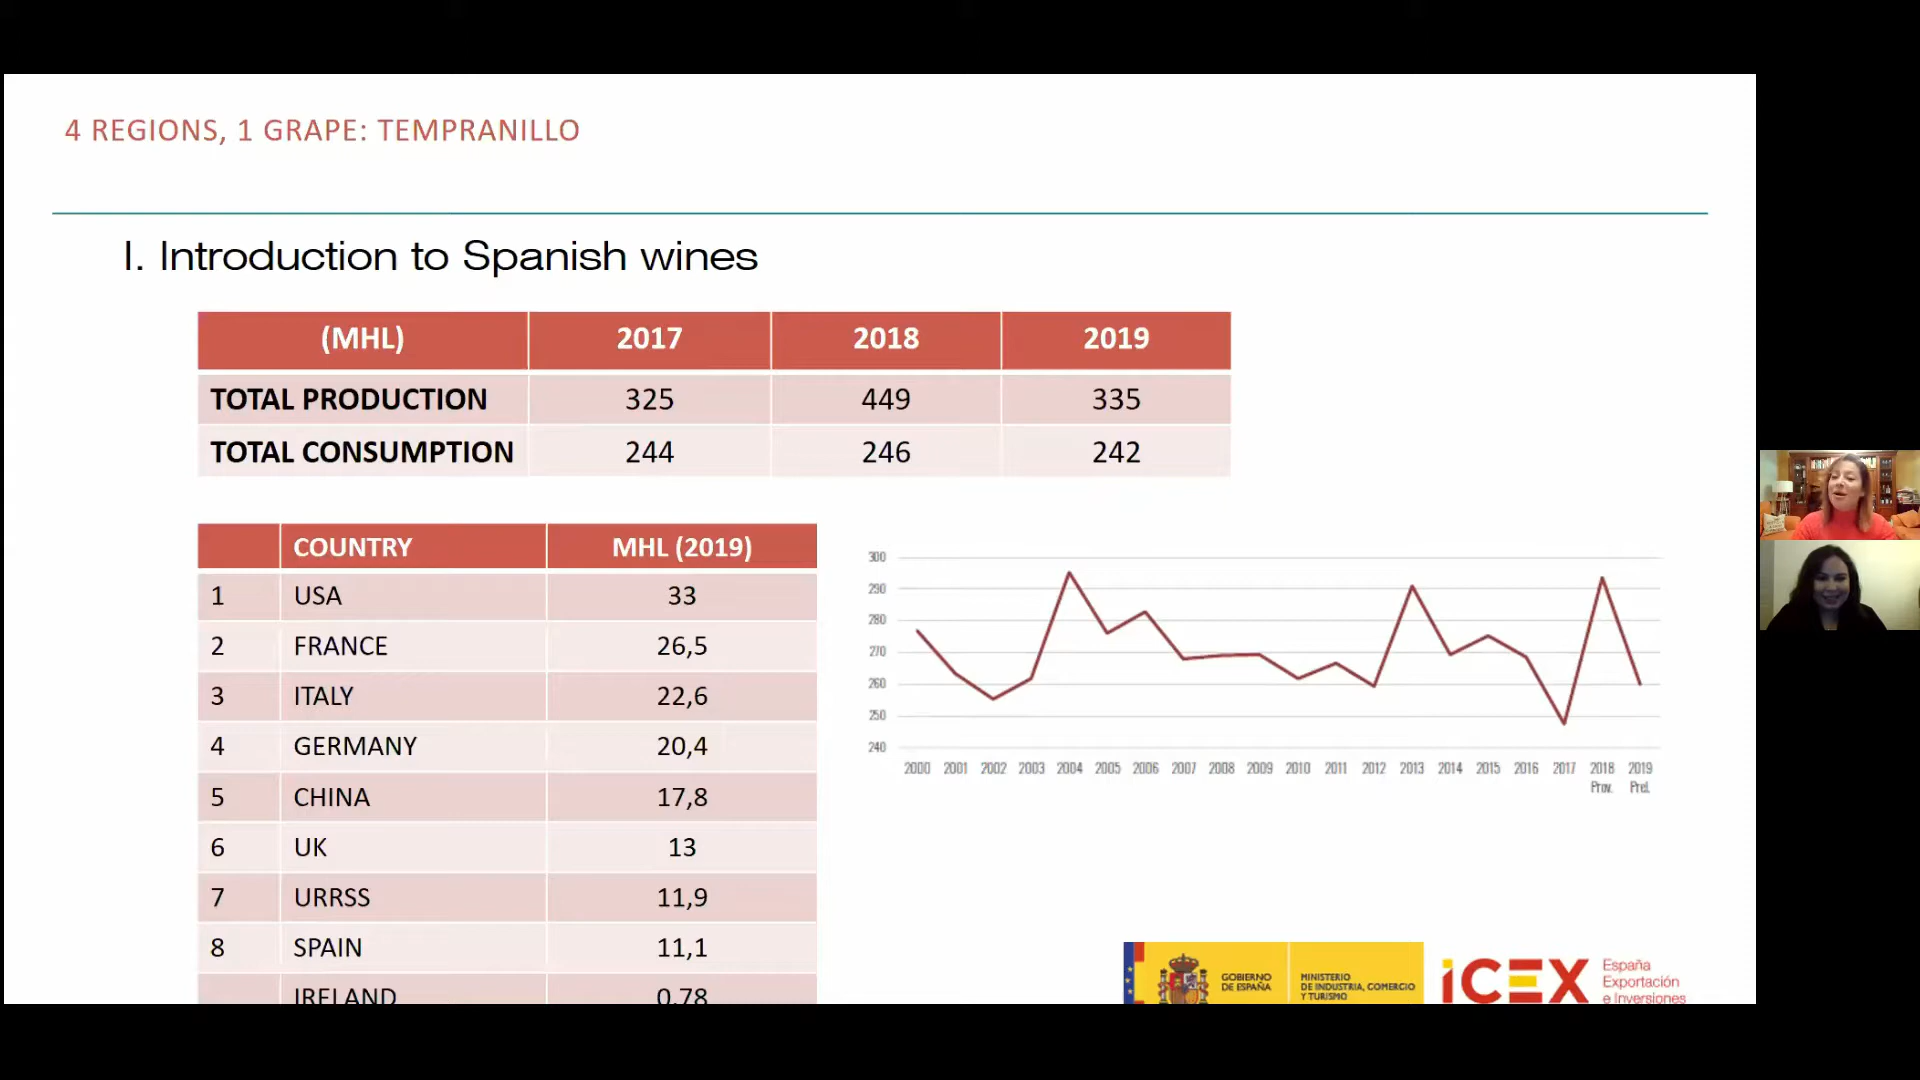 4 REGIONS, 1 GRAPE: TEMPRANILLO
I. Introduction to Spanish wines
(MHL) 2017 2018 2019
TOTAL PRODUCTION 325 449 335
TOTAL CONSUMPTION 244 246 242
COUNTRY MHL (2019)
1 USA 33
2 FRANCE 26,5
3 ITALY 22,6
4 GERMANY 20,4
5 CHINA 17,8
6 UK 13
7 URRSS 11,9
8 SPAIN 11,1
IRELAND 0,78
300
290
280
270
260
250
240
2000 2001 2002 2003 2004 2005 2006 2007 2008 2009 2010 2011 2012 2013 2014 2015 2016 2017 2018 2019
Prov. Prel.
GOBIERNO
DE ESPAÑA
MINISTERIO
DE INDUSTRIA, COMERCIO
Y TURISMO
iCEX
España
Exportación
e Inversiones